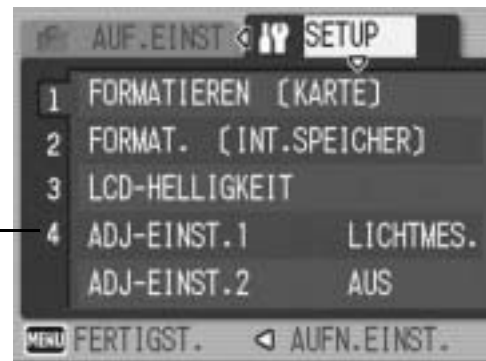 AUF.EINST SETUP
1 FORMATIEREN [KARTE]
2 FORMAT. [INT.SPEICHER]
3 LCD-HELLIGKEIT
4 ADJ-EINST.1 LICHTMES.
ADJ-EINST.2 AUS
MENU FERTIGST. AUFN.EINST.